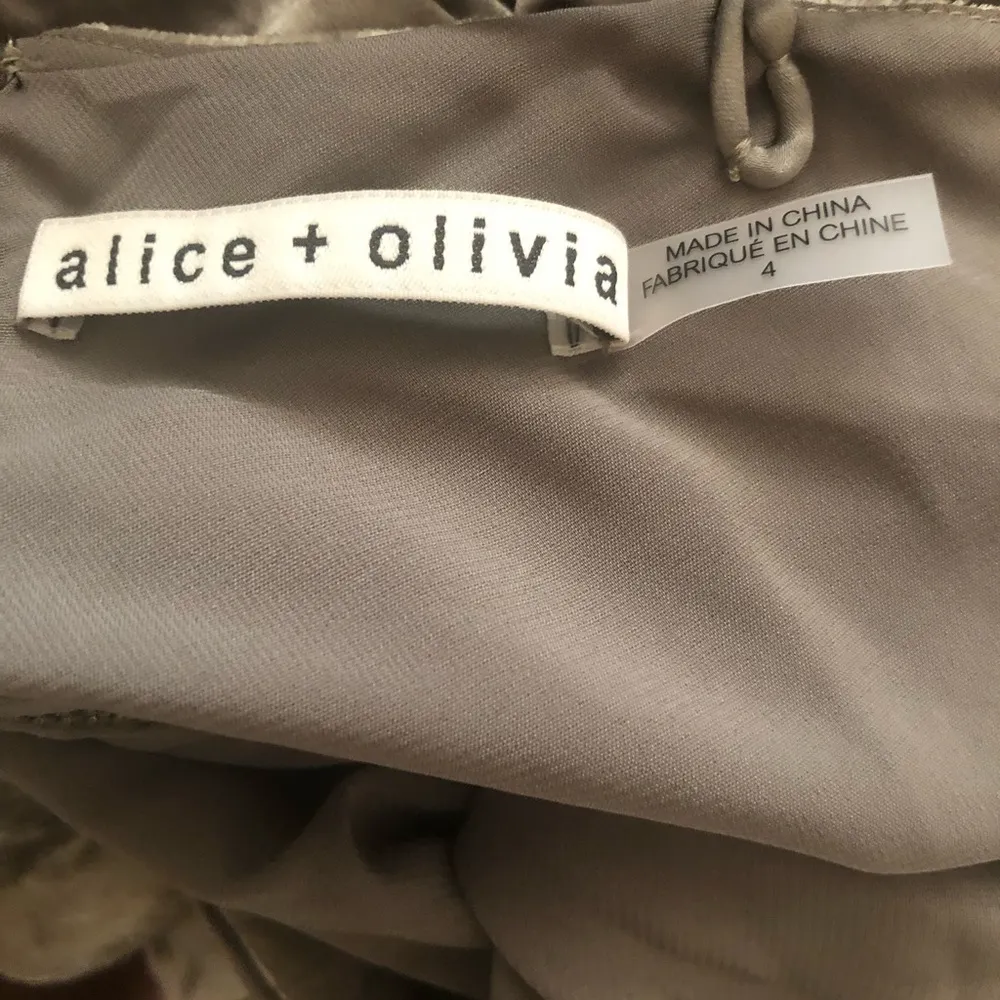 alice + olivia
MADE IN CHINA
FABRIQUÉ EN CHINE
4